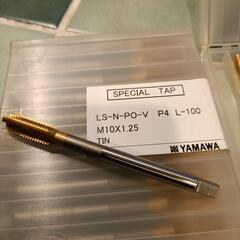 SPECIAL TAP
LS-N-PO-V P4 L-100
M10X1.25
TIN
YAMAWA